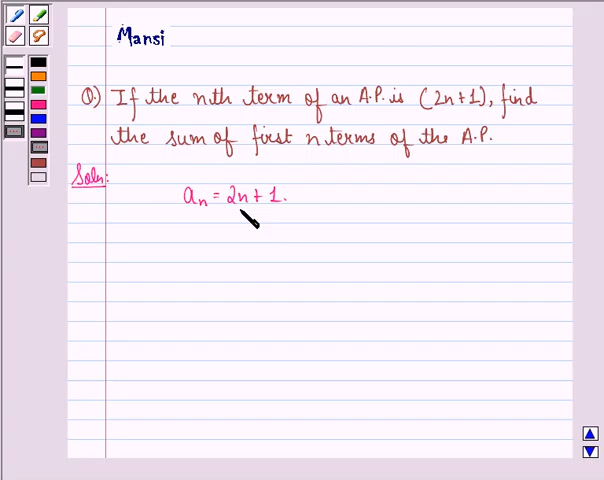 Mansi
Q.) If the nth term of an A.P. is (2n+1), find
the sum of first n terms of the A.P.
Soln:
aₙ = 2n + 1.